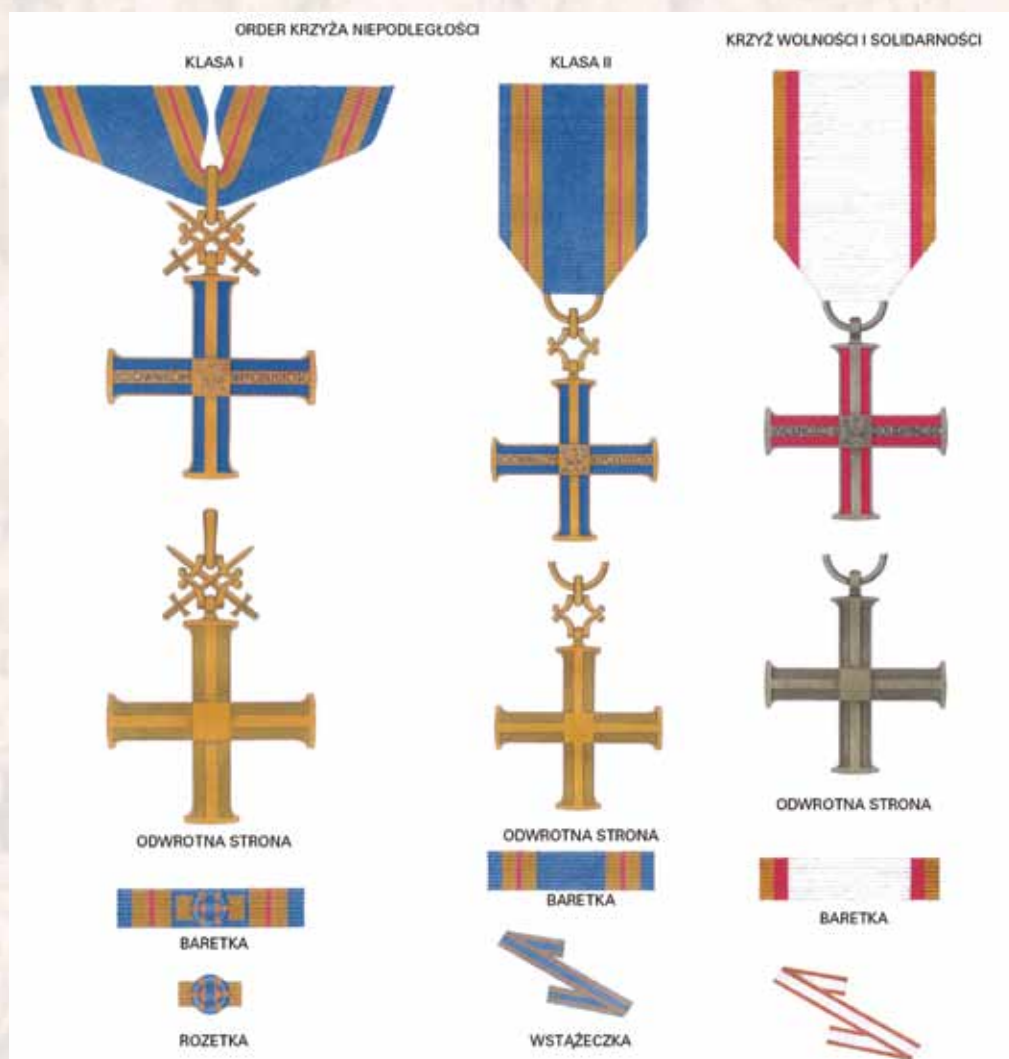 ORDER KRZYŻA NIEPODLEGŁOŚCI
KLASA I
KLASA II
KRZYŻ WOLNOŚCI I SOLIDARNOŚCI
ODWROTNA STRONA
ODWROTNA STRONA
ODWROTNA STRONA
BARETKA
BARETKA
BARETKA
ROZETKA
WSTĄŻECZKA